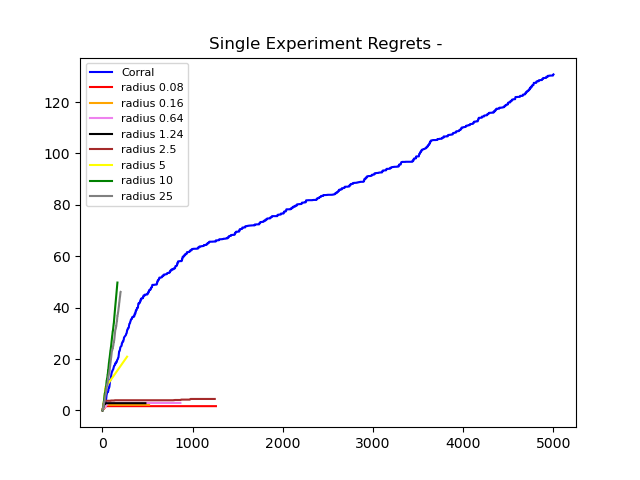 Single Experiment Regrets -
Corral
radius 0.08
radius 0.16
radius 0.64
radius 1.24
radius 2.5
radius 5
radius 10
radius 25
120
100
80
60
40
20
0
0 1000 2000 3000 4000 5000